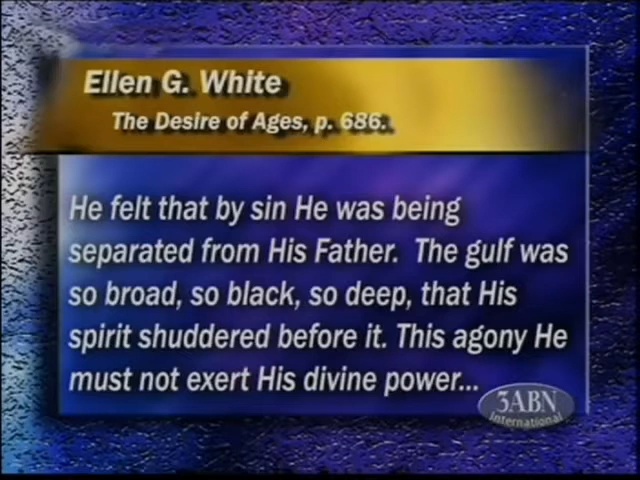 Ellen G. White
The Desire of Ages, p. 686.
He felt that by sin He was being
separated from His Father. The gulf was
so broad, so black, so deep, that His
spirit shuddered before it. This agony He
must not exert His divine power...
3ABN
International